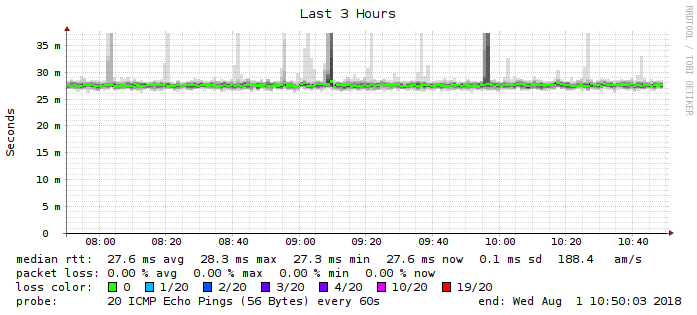 Last 3 Hours
RRDTOOL / TOBI OETIKER
Seconds
35 m
30 m
25 m
20 m
15 m
10 m
5 m
0
08:00 08:20 08:40 09:00 09:20 09:40 10:00 10:20 10:40
median rtt: 27.6 ms avg 28.3 ms max 27.3 ms min 27.6 ms now 0.1 ms sd 188.4 am/s
packet loss: 0.00 % avg 0.00 % max 0.00 % min 0.00 % now
loss color: 0 1/20 2/20 3/20 4/20 10/20 19/20
probe: 20 ICMP Echo Pings (56 Bytes) every 60s end: Wed Aug 1 10:50:03 2018